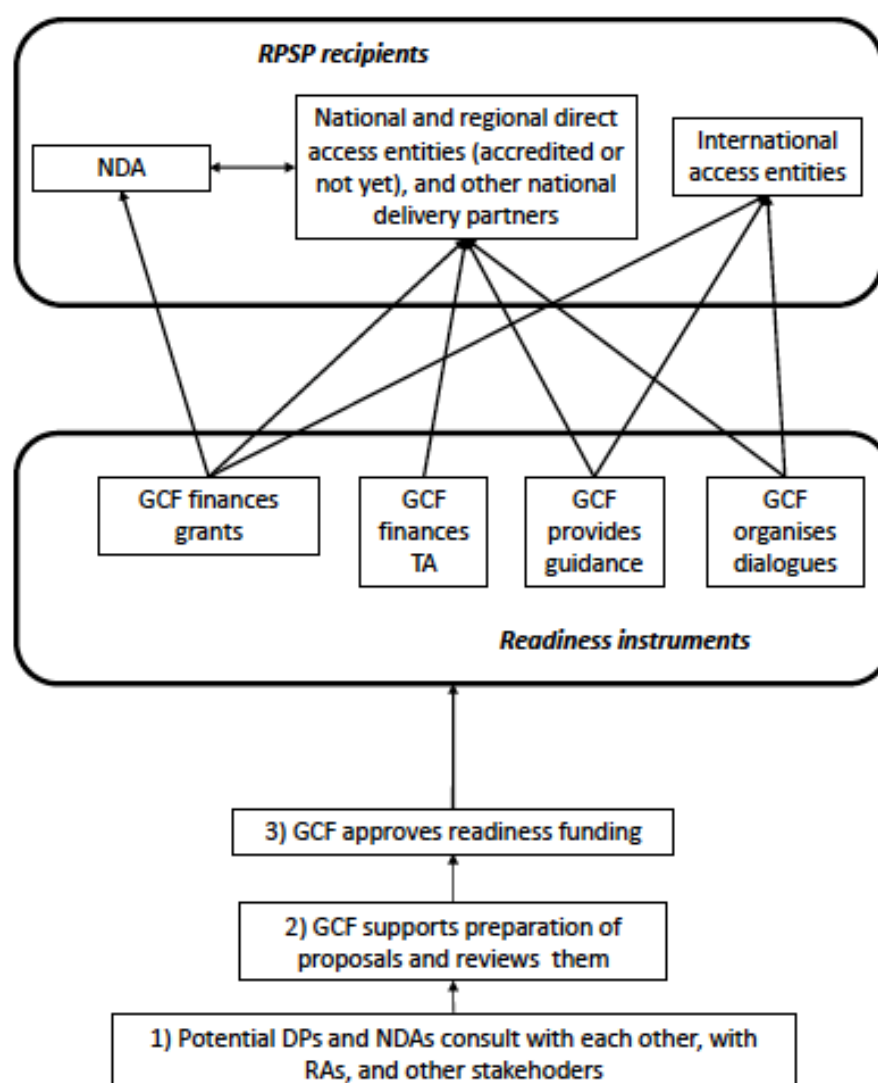 RPSP recipients
NDA
National and regional direct
access entities (accredited or
not yet), and other national
delivery partners
International
access entities
GCF finances
grants
GCF
finances
TA
GCF
provides
guidance
GCF
organises
dialogues
Readiness instruments
3) GCF approves readiness funding
2) GCF supports preparation of
proposals and reviews them
1) Potential DPs and NDAs consult with each other, with
RAs, and other stakehoders